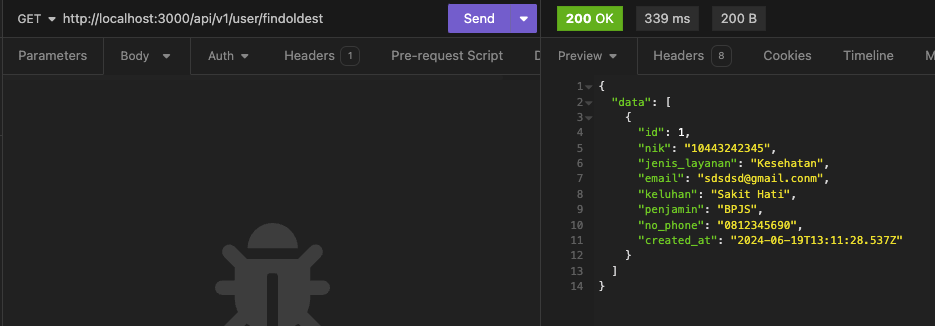 GET http://localhost:3000/api/v1/user/findoldest Send 200 OK 339 ms 200 B
Parameters Body Auth Headers 1 Pre-request Script D Preview Headers 8 Cookies Timeline M
1 {
2 "data": [
3 {
4 "id": 1,
5 "nik": "10443242345",
6 "jenis_layanan": "Kesehatan",
7 "email": "sdsdsd@gmail.conm",
8 "keluhan": "Sakit Hati",
9 "penjamin": "BPJS",
10 "no_phone": "0812345690",
11 "created_at": "2024-06-19T13:11:28.537Z"
12 }
13 ]
14 }